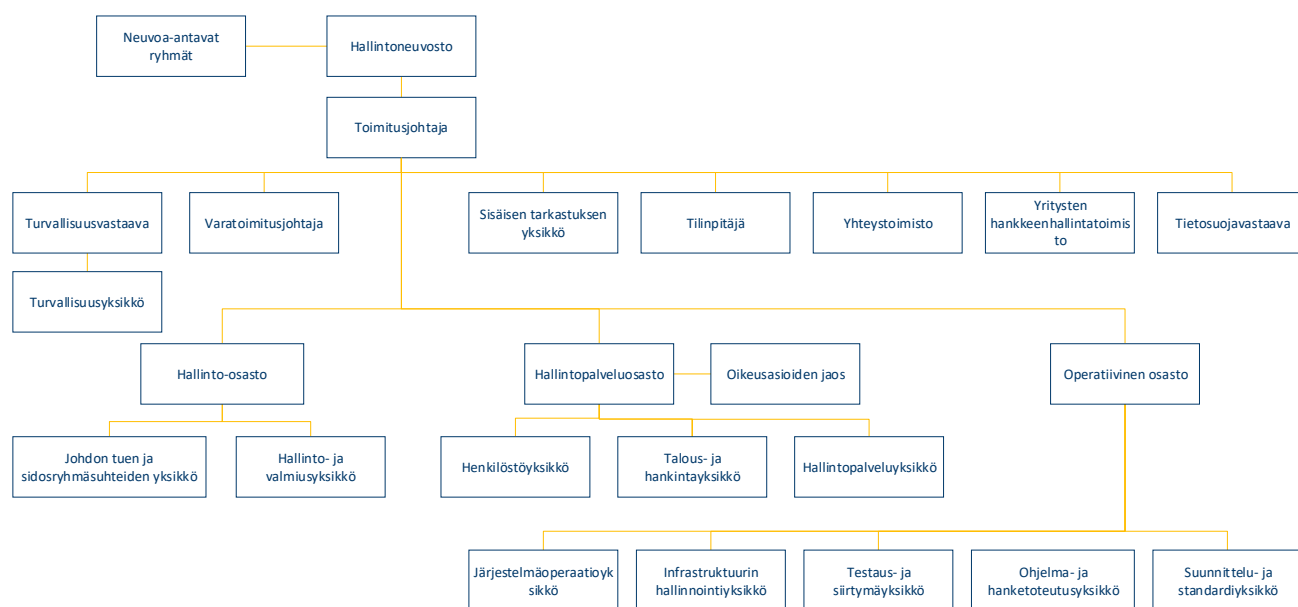 Neuvoa-antavat
ryhmät
Hallintoneuvosto
Toimitusjohtaja
Turvallisuusvastaava
Varatoimitusjohtaja
Sisäisen tarkastuksen
yksikkö
Tilinpitäjä
Yhteystoimisto
Yritysten
hankkeenhallintatoimis
to
Tietosuojavastaava
Turvallisuusyksikkö
Hallinto-osasto
Hallintopalveluosasto
Oikeusasioiden jaos
Operatiivinen osasto
Johdon tuen ja
sidosryhmäsuhteiden yksikkö
Hallinto- ja
valmiusyksikkö
Henkilöstöyksikkö
Talous- ja
hankintayksikkö
Hallintopalveluyksikkö
Järjestelmäoperaatioyk
sikkö
Infrastruktuurin
hallinnointiyksikkö
Testaus- ja
siirtymäyksikkö
Ohjelma- ja
hanketoteutusyksikkö
Suunnittelu- ja
standardiyksikkö